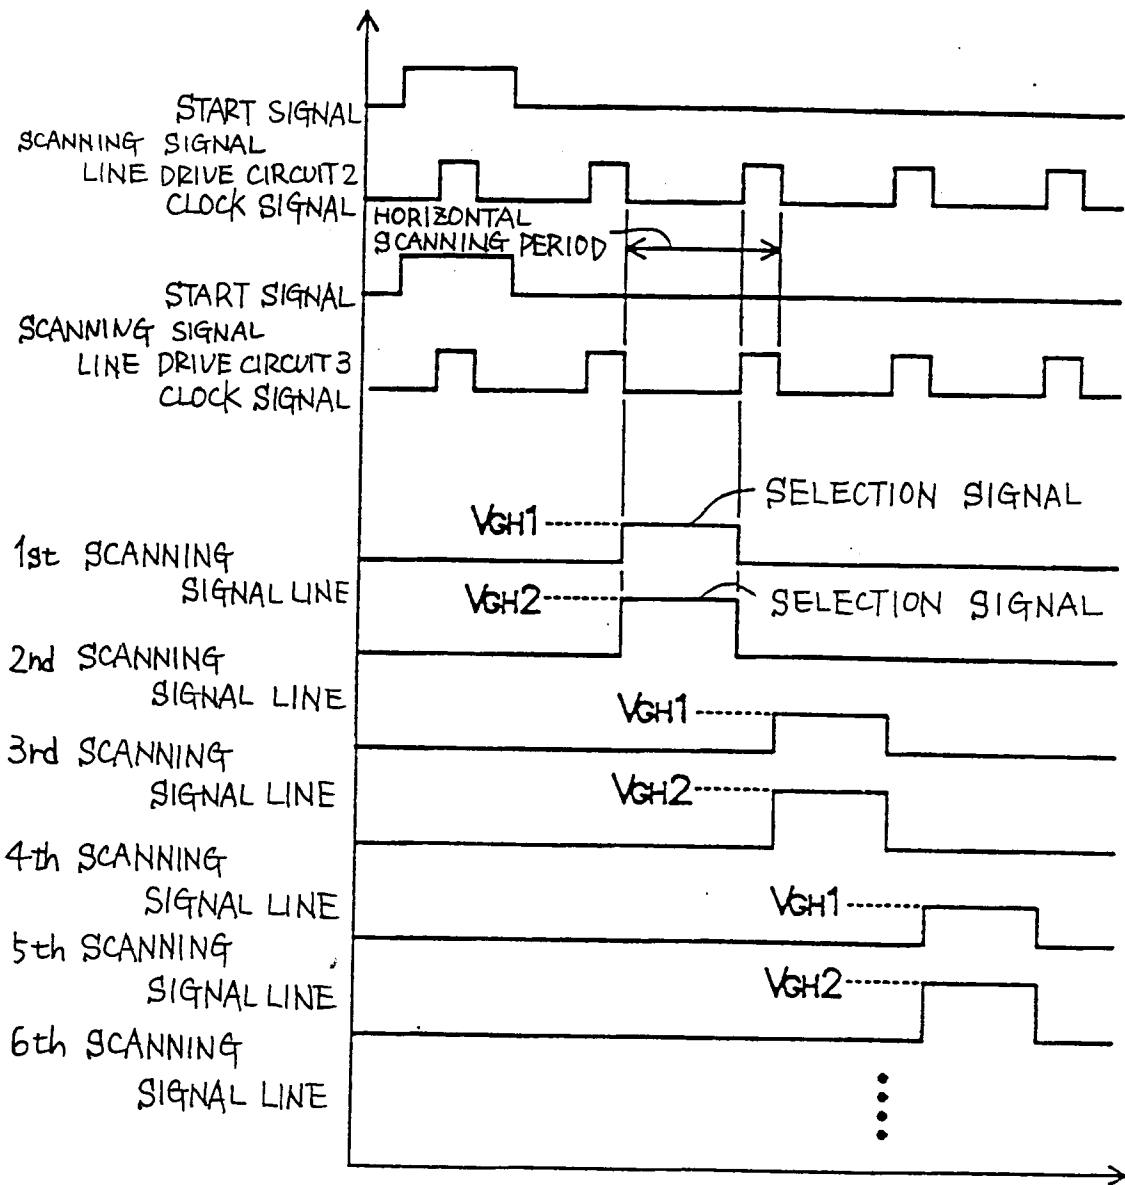 START SIGNAL
SCANNING SIGNAL
LINE DRIVE CIRCUIT 2
CLOCK SIGNAL
HORIZONTAL
SCANNING PERIOD
START SIGNAL
SCANNING SIGNAL
LINE DRIVE CIRCUIT 3
CLOCK SIGNAL
VGH1
SELECTION SIGNAL
1st SCANNING
SIGNAL LINE
VGH2
SELECTION SIGNAL
2nd SCANNING
SIGNAL LINE
VGH1
3rd SCANNING
SIGNAL LINE
VGH2
4th SCANNING
SIGNAL LINE
VGH1
5th SCANNING
SIGNAL LINE
VGH2
6th SCANNING
SIGNAL LINE